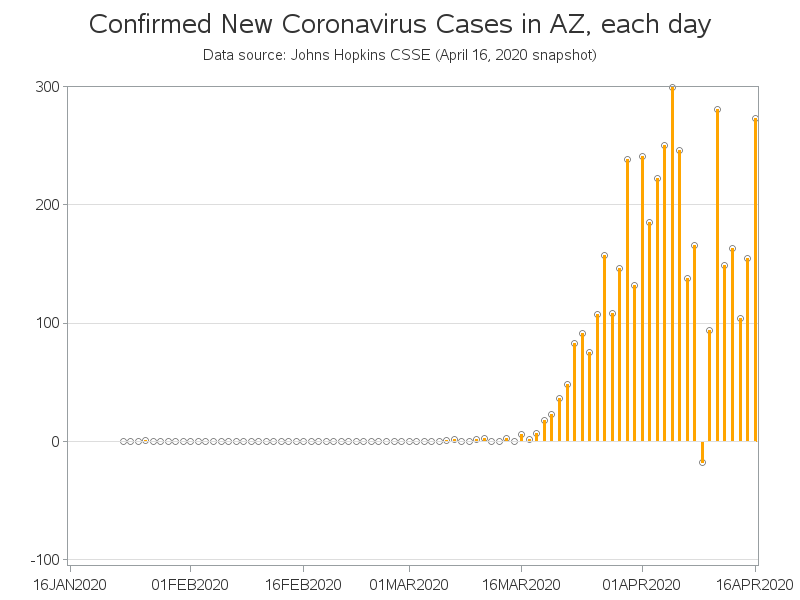 Confirmed New Coronavirus Cases in AZ, each day
Data source: Johns Hopkins CSSE (April 16, 2020 snapshot)
300
200
100
0
-100
16JAN2020 01FEB2020 16FEB2020 01MAR2020 16MAR2020 01APR2020 16APR2020